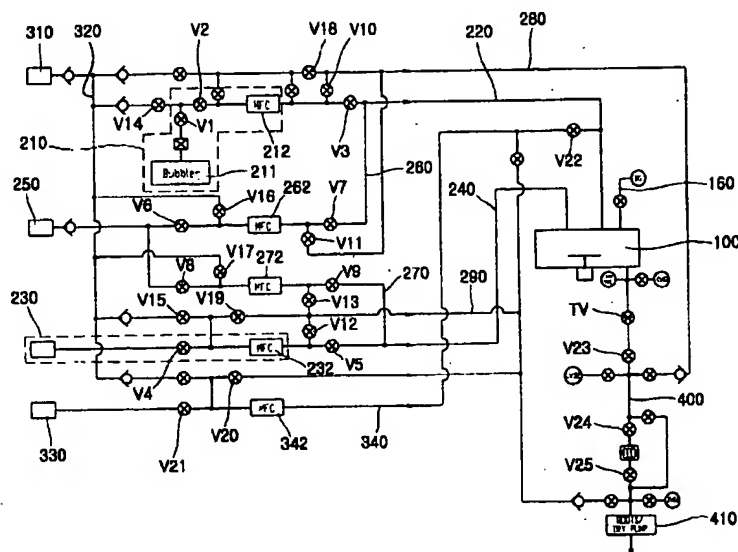 310
320
V2
V18
V10
220
280
V14
V1
MFC
212
V3
210
Bubbler
211
260
V22
240
160
250
V6
V16
262
MFC
V7
V11
100
V17
V8
272
MFC
V9
270
290
V15
V19
V13
TV
230
V12
V4
MFC
232
V5
V23
V20
400
330
V21
MFC
342
340
V24
V25
DRY PUMP
410